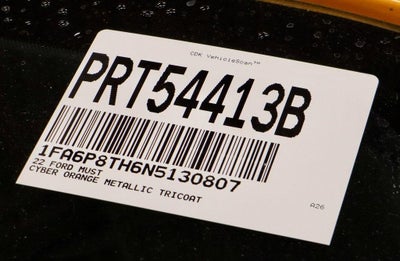 CDK VehicleScan™
PRT54413B
1FA6P8TH6N5130807
22 FORD MUST
CYBER ORANGE METALLIC TRICOAT
A26